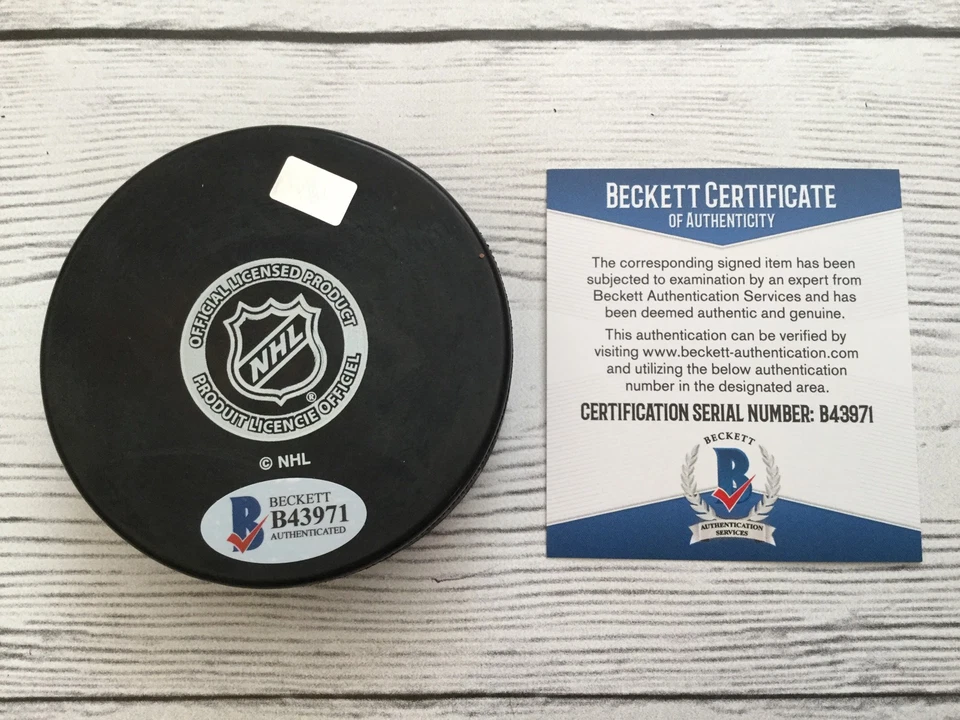 OFFICIAL LICENSED PRODUCT
NHL
®
PRODUIT LICENCIE OFFICIEL
© NHL
BECKETT
B43971
AUTHENTICATED
BECKETT CERTIFICATE
OF AUTHENTICITY
The corresponding signed item has been
subjected to examination by an expert from
Beckett Authentication Services and has
been deemed authentic and genuine.
This authentication can be verified by
visiting www.beckett-authentication.com
and utilizing the below authentication
number in the designated area.
CERTIFICATION SERIAL NUMBER: B43971
BECKETT
B
AUTHENTICATION
SERVICES